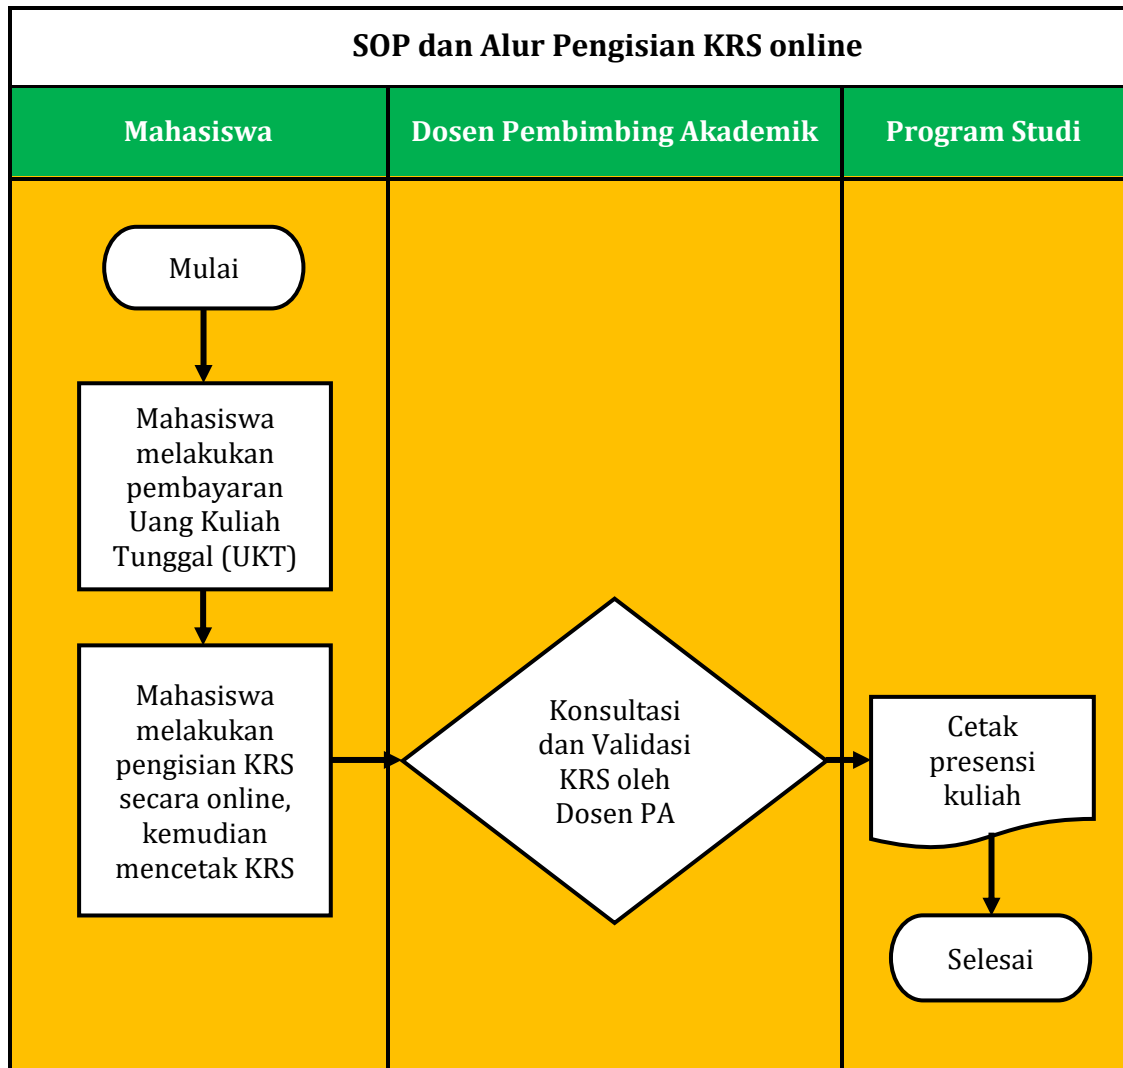 SOP dan Alur Pengisian KRS online
Mahasiswa
Dosen Pembimbing Akademik
Program Studi
Mulai
Mahasiswa
melakukan
pembayaran
Uang Kuliah
Tunggal (UKT)
Mahasiswa
melakukan
pengisian KRS
secara online,
kemudian
mencetak KRS
Konsultasi
dan Validasi
KRS oleh
Dosen PA
Cetak
presensi
kuliah
Selesai